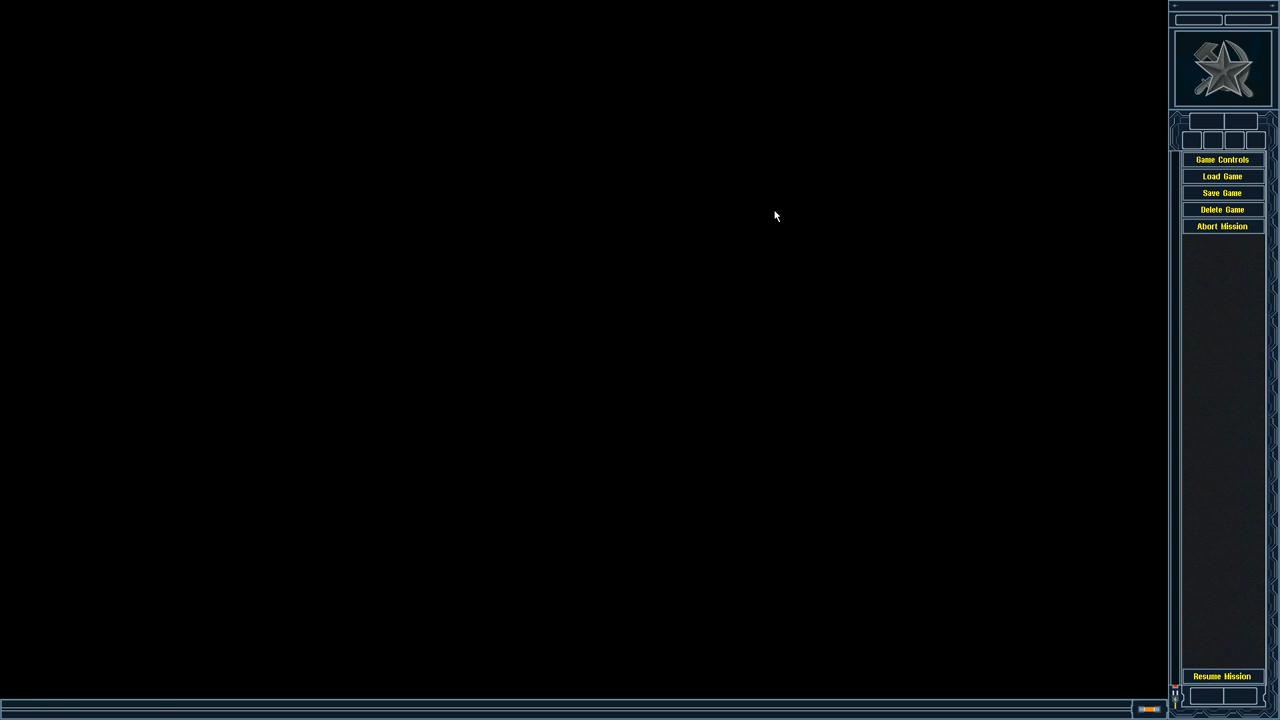 Game Controls
Load Game
Save Game
Delete Game
Abort Mission
Resume Mission